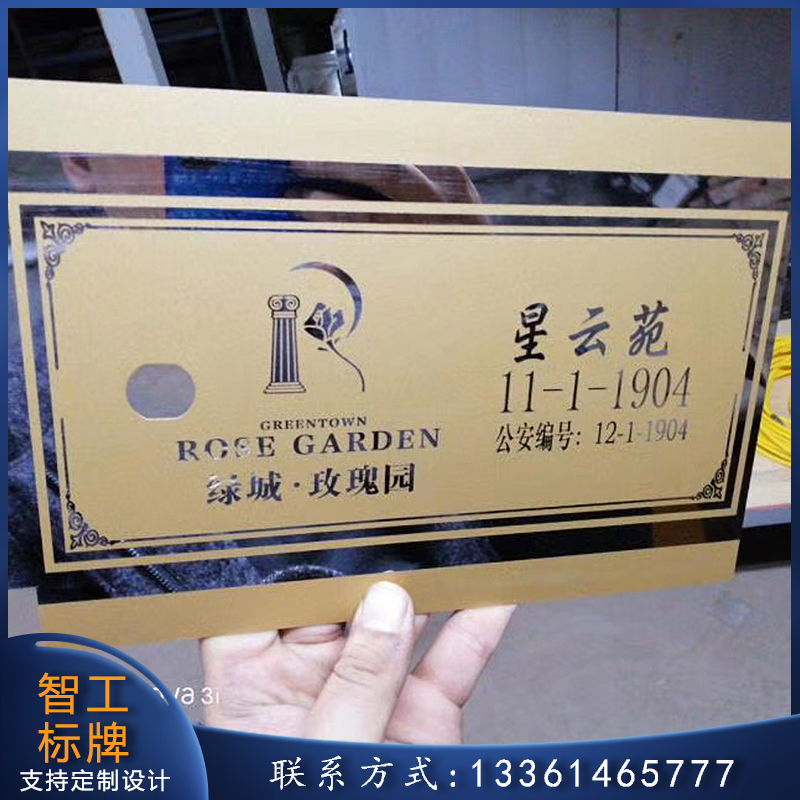 星云苑
11-1-1904
公安编号: 12-1-1904
GREENTOWN
ROSE GARDEN
绿城·玫瑰园
智工
标牌
支持定制设计
联系方式:13361465777